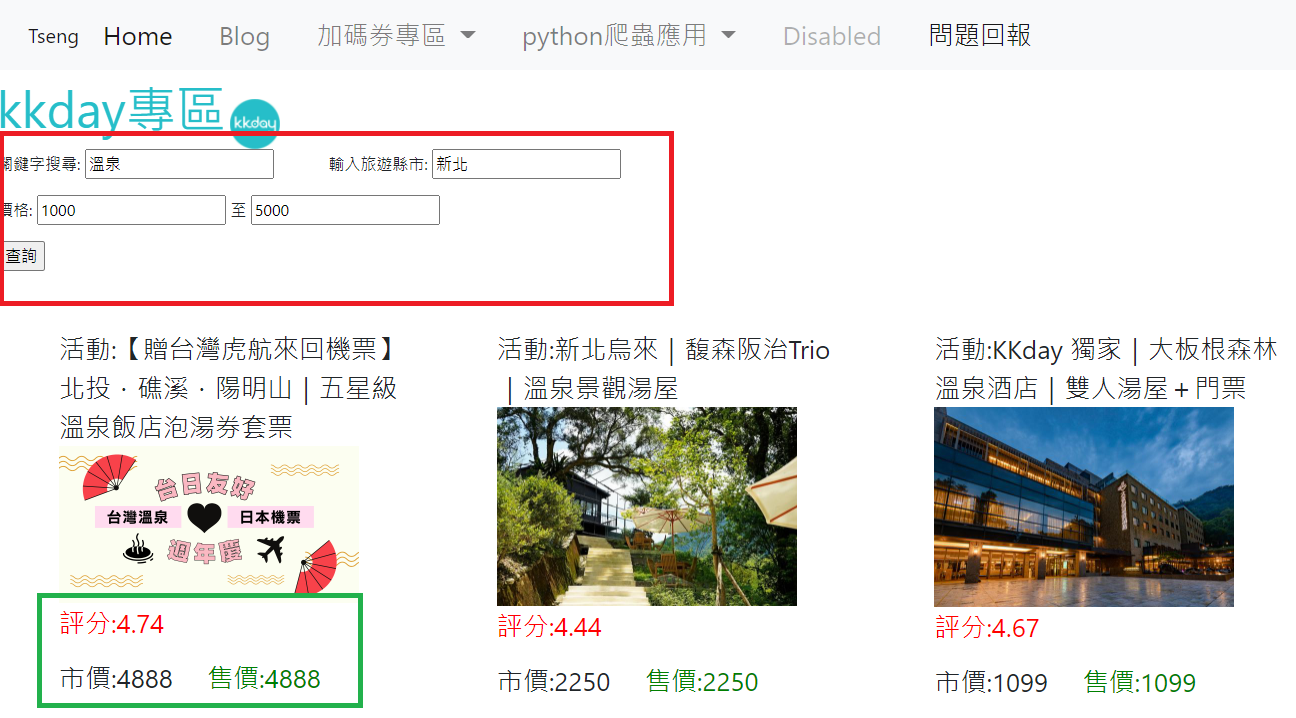 Tseng Home Blog 加碼券專區 python爬蟲應用 Disabled 問題回報
kkday專區 kkday
關鍵字搜尋: 溫泉 輸入旅遊縣市: 新北
價格: 1000 至 5000
查詢
活動:【贈台灣虎航來回機票】
北投．礁溪．陽明山｜五星級
溫泉飯店泡湯券套票
台日友好
台灣溫泉 日本機票
週年慶
評分:4.74
市價:4888 售價:4888
活動:新北烏來｜馥森阪治Trio
｜溫泉景觀湯屋
評分:4.44
市價:2250 售價:2250
活動:KKday 獨家｜大板根森林
溫泉酒店｜雙人湯屋＋門票
評分:4.67
市價:1099 售價:1099